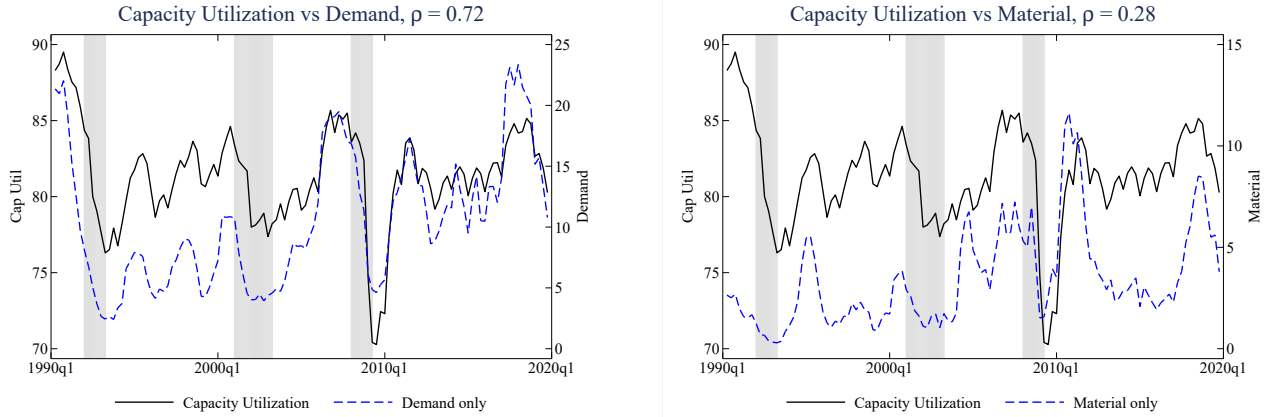 Capacity Utilization vs Demand, ρ = 0.72
90
85
80
75
70
Cap Util
25
20
15
10
5
0
Demand
1990q1
2000q1
2010q1
2020q1
Capacity Utilization
Demand only
Capacity Utilization vs Material, ρ = 0.28
90
85
80
75
70
Cap Util
15
10
5
0
Material
1990q1
2000q1
2010q1
2020q1
Capacity Utilization
Material only